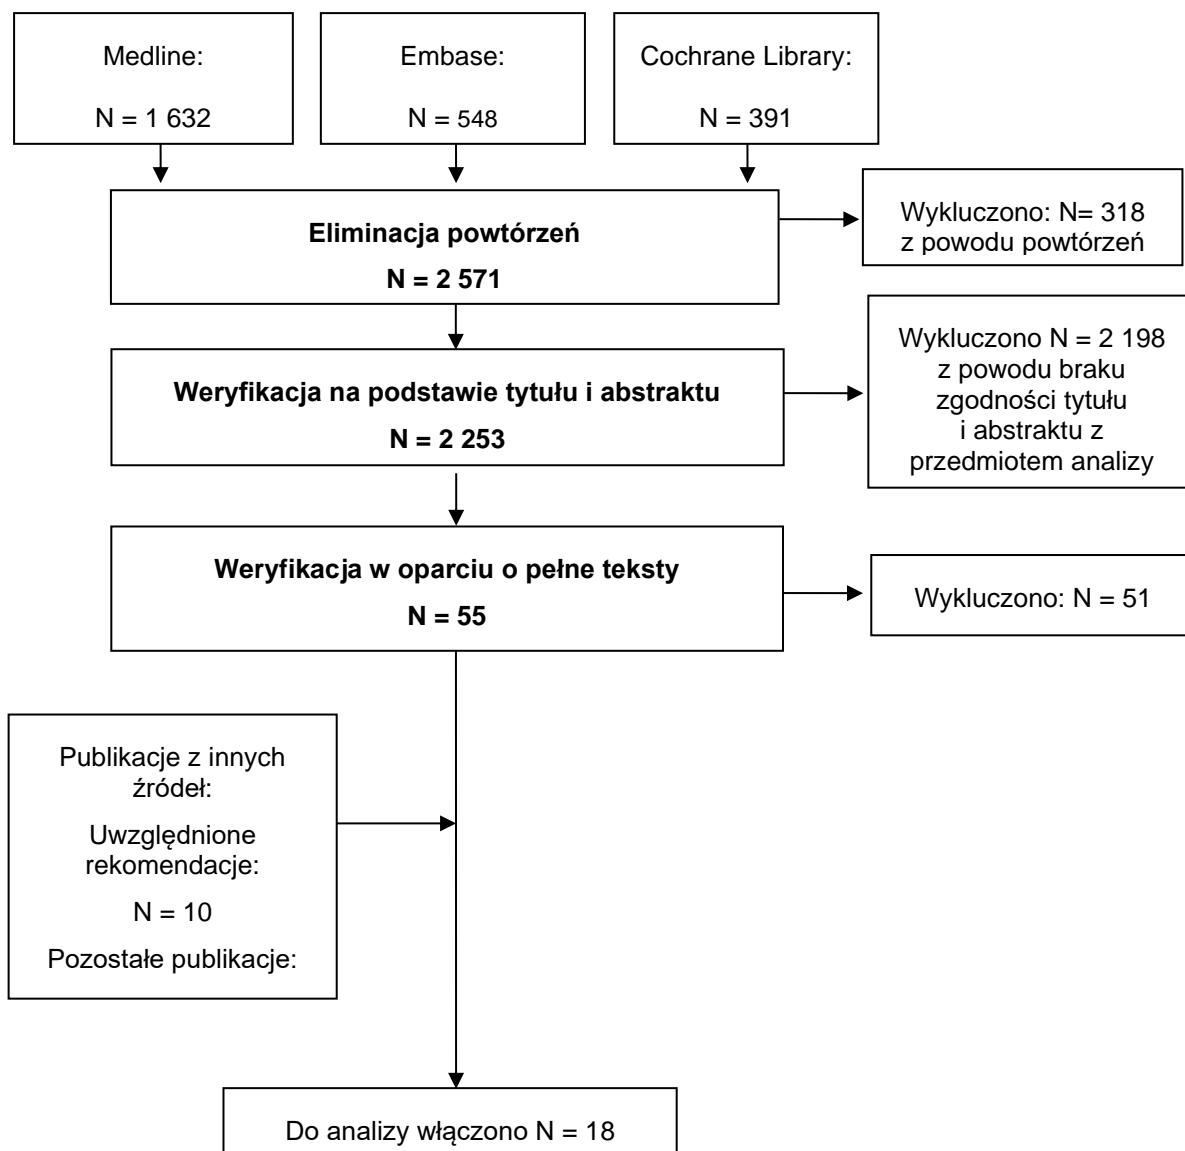 Medline:
N = 1 632
Embase:
N = 548
Cochrane Library:
N = 391
Eliminacja powtórzeń
N = 2 571
Wykluczono: N= 318
z powodu powtórzeń
Weryfikacja na podstawie tytułu i abstraktu
N = 2 253
Wykluczono N = 2 198
z powodu braku
zgodności tytułu
i abstraktu z
przedmiotem analizy
Weryfikacja w oparciu o pełne teksty
N = 55
Wykluczono: N = 51
Publikacje z innych
źródeł:
Uwzględnione
rekomendacje:
N = 10
Pozostałe publikacje:
Do analizy włączono N = 18